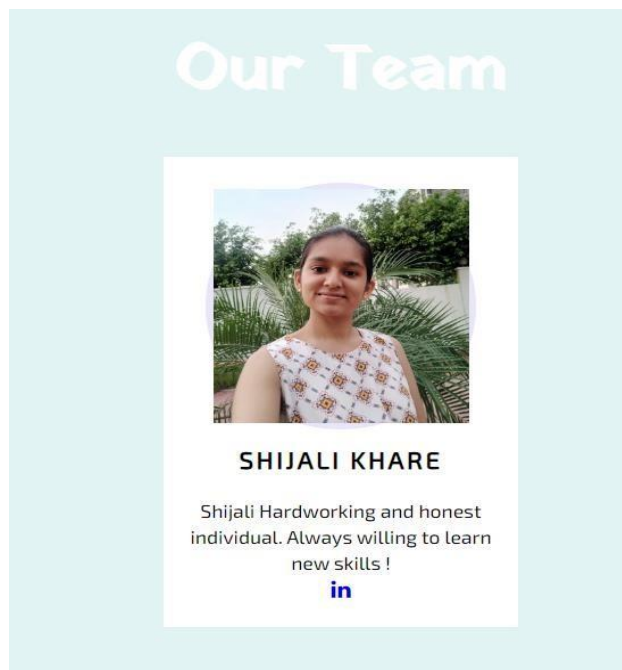 Our Team
SHIJALI KHARE
Shijali Hardworking and honest
individual. Always willing to learn
new skills !
in